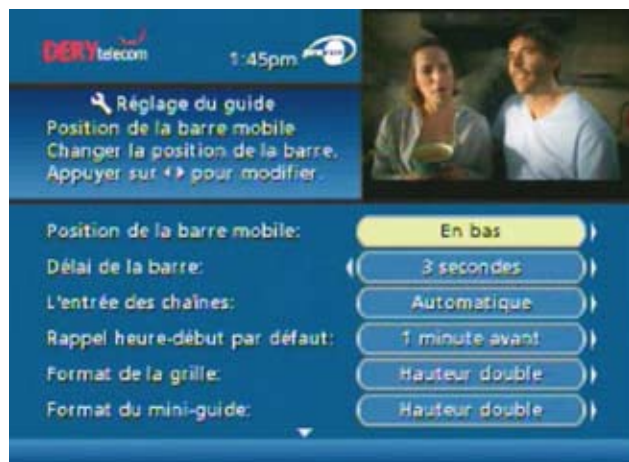 DERYtelecom
1:45pm
Réglage du guide
Position de la barre mobile
Changer la position de la barre.
Appuyer sur ◂▸ pour modifier.
Position de la barre mobile: En bas
Délai de la barre: 3 secondes
L'entrée des chaînes: Automatique
Rappel heure-début par défaut: 1 minute avant
Format de la grille: Hauteur double
Format du mini-guide: Hauteur double